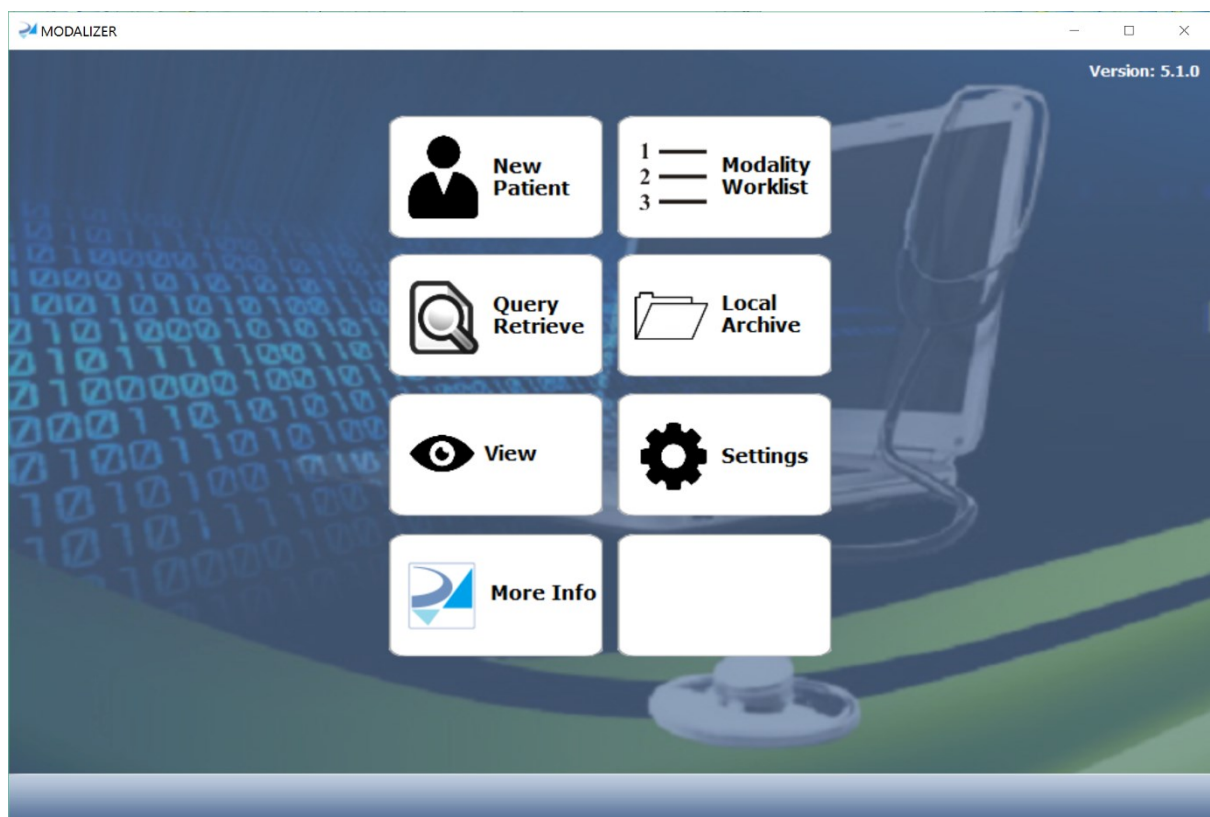 MODALIZER
Version: 5.1.0
New
Patient
1
2
3
Modality
Worklist
Query
Retrieve
Local
Archive
View
Settings
More Info